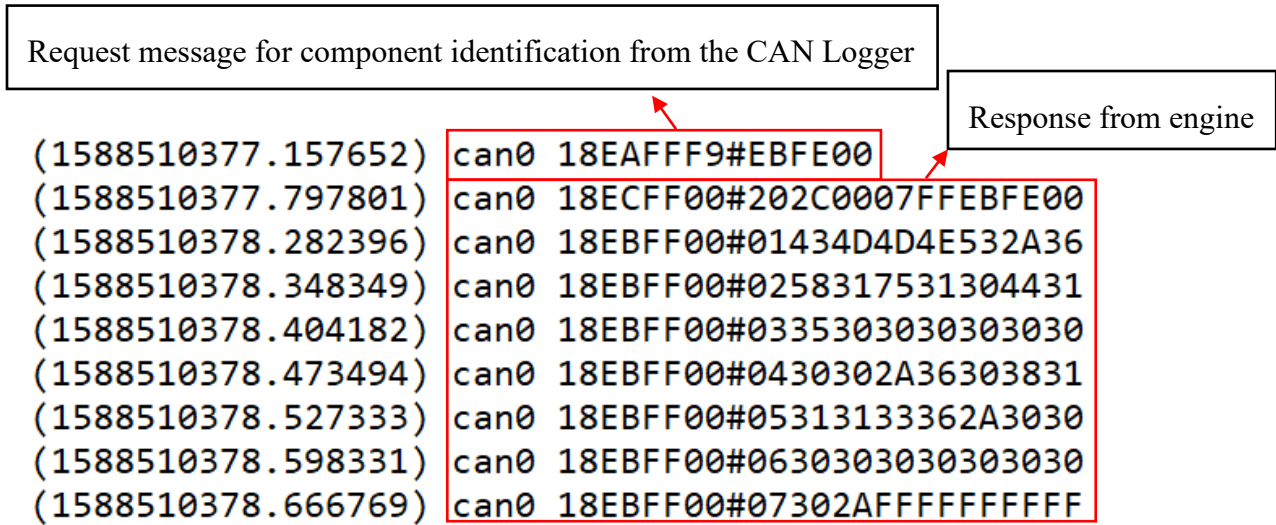 Request message for component identification from the CAN Logger
Response from engine
(1588510377.157652) can0 18EAFFF9#EBFE00
(1588510377.797801) can0 18ECFF00#202C0007FFEBFE00
(1588510378.282396) can0 18EBFF00#01434D4D4E532A36
(1588510378.348349) can0 18EBFF00#0258317531304431
(1588510378.404182) can0 18EBFF00#0335303030303030
(1588510378.473494) can0 18EBFF00#0430302A36303831
(1588510378.527333) can0 18EBFF00#05313133362A3030
(1588510378.598331) can0 18EBFF00#0630303030303030
(1588510378.666769) can0 18EBFF00#07302AFFFFFFFFFF